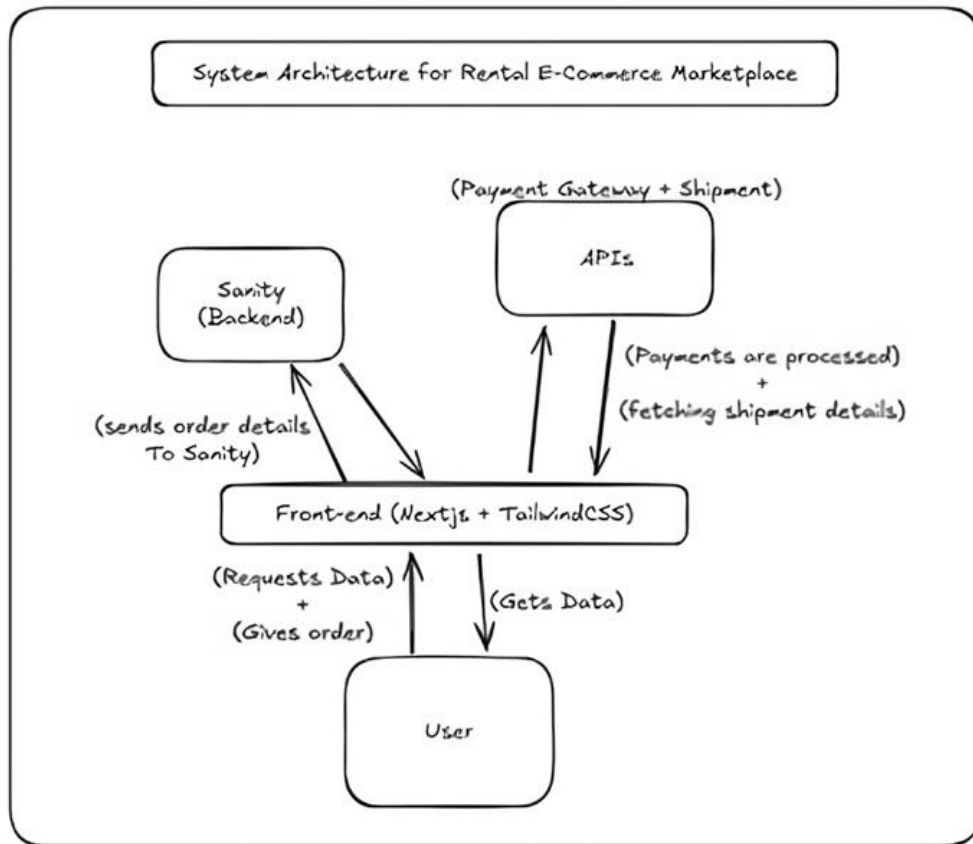 System Architecture for Rental E-Commerce Marketplace
(Payment Gateway + Shipment)
APIs
Sanity
(Backend)
(Payments are processed)
+
(fetching shipment details)
(sends order details
To Sanity)
Front-end (Nextjs + TailwindCSS)
(Requests Data)
+
(Gives order)
(Gets Data)
User